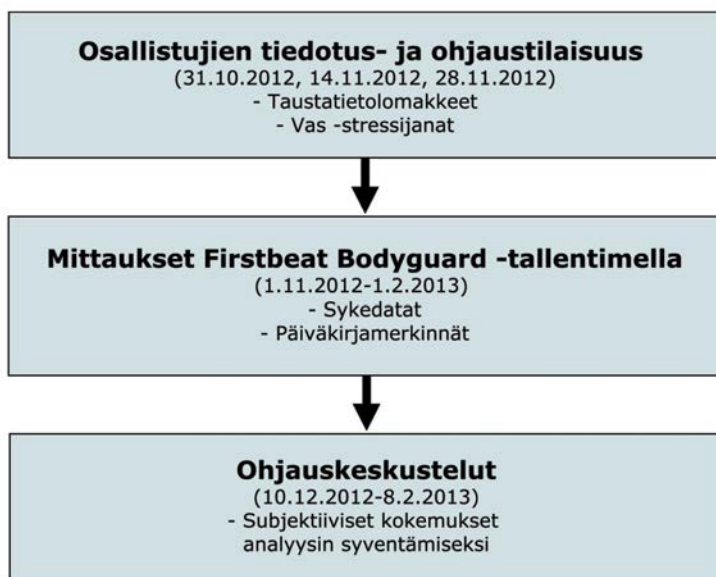 Osallistujien tiedotus- ja ohjaustilaisuus
(31.10.2012, 14.11.2012, 28.11.2012)
- Taustatietolomakkeet
- Vas -stressijanat
Mittaukset Firstbeat Bodyguard -tallentimella
(1.11.2012-1.2.2013)
- Sykedatat
- Päiväkirjamerkinnät
Ohjauskeskustelut
(10.12.2012-8.2.2013)
- Subjektiiviset kokemukset
analyysin syventämiseksi